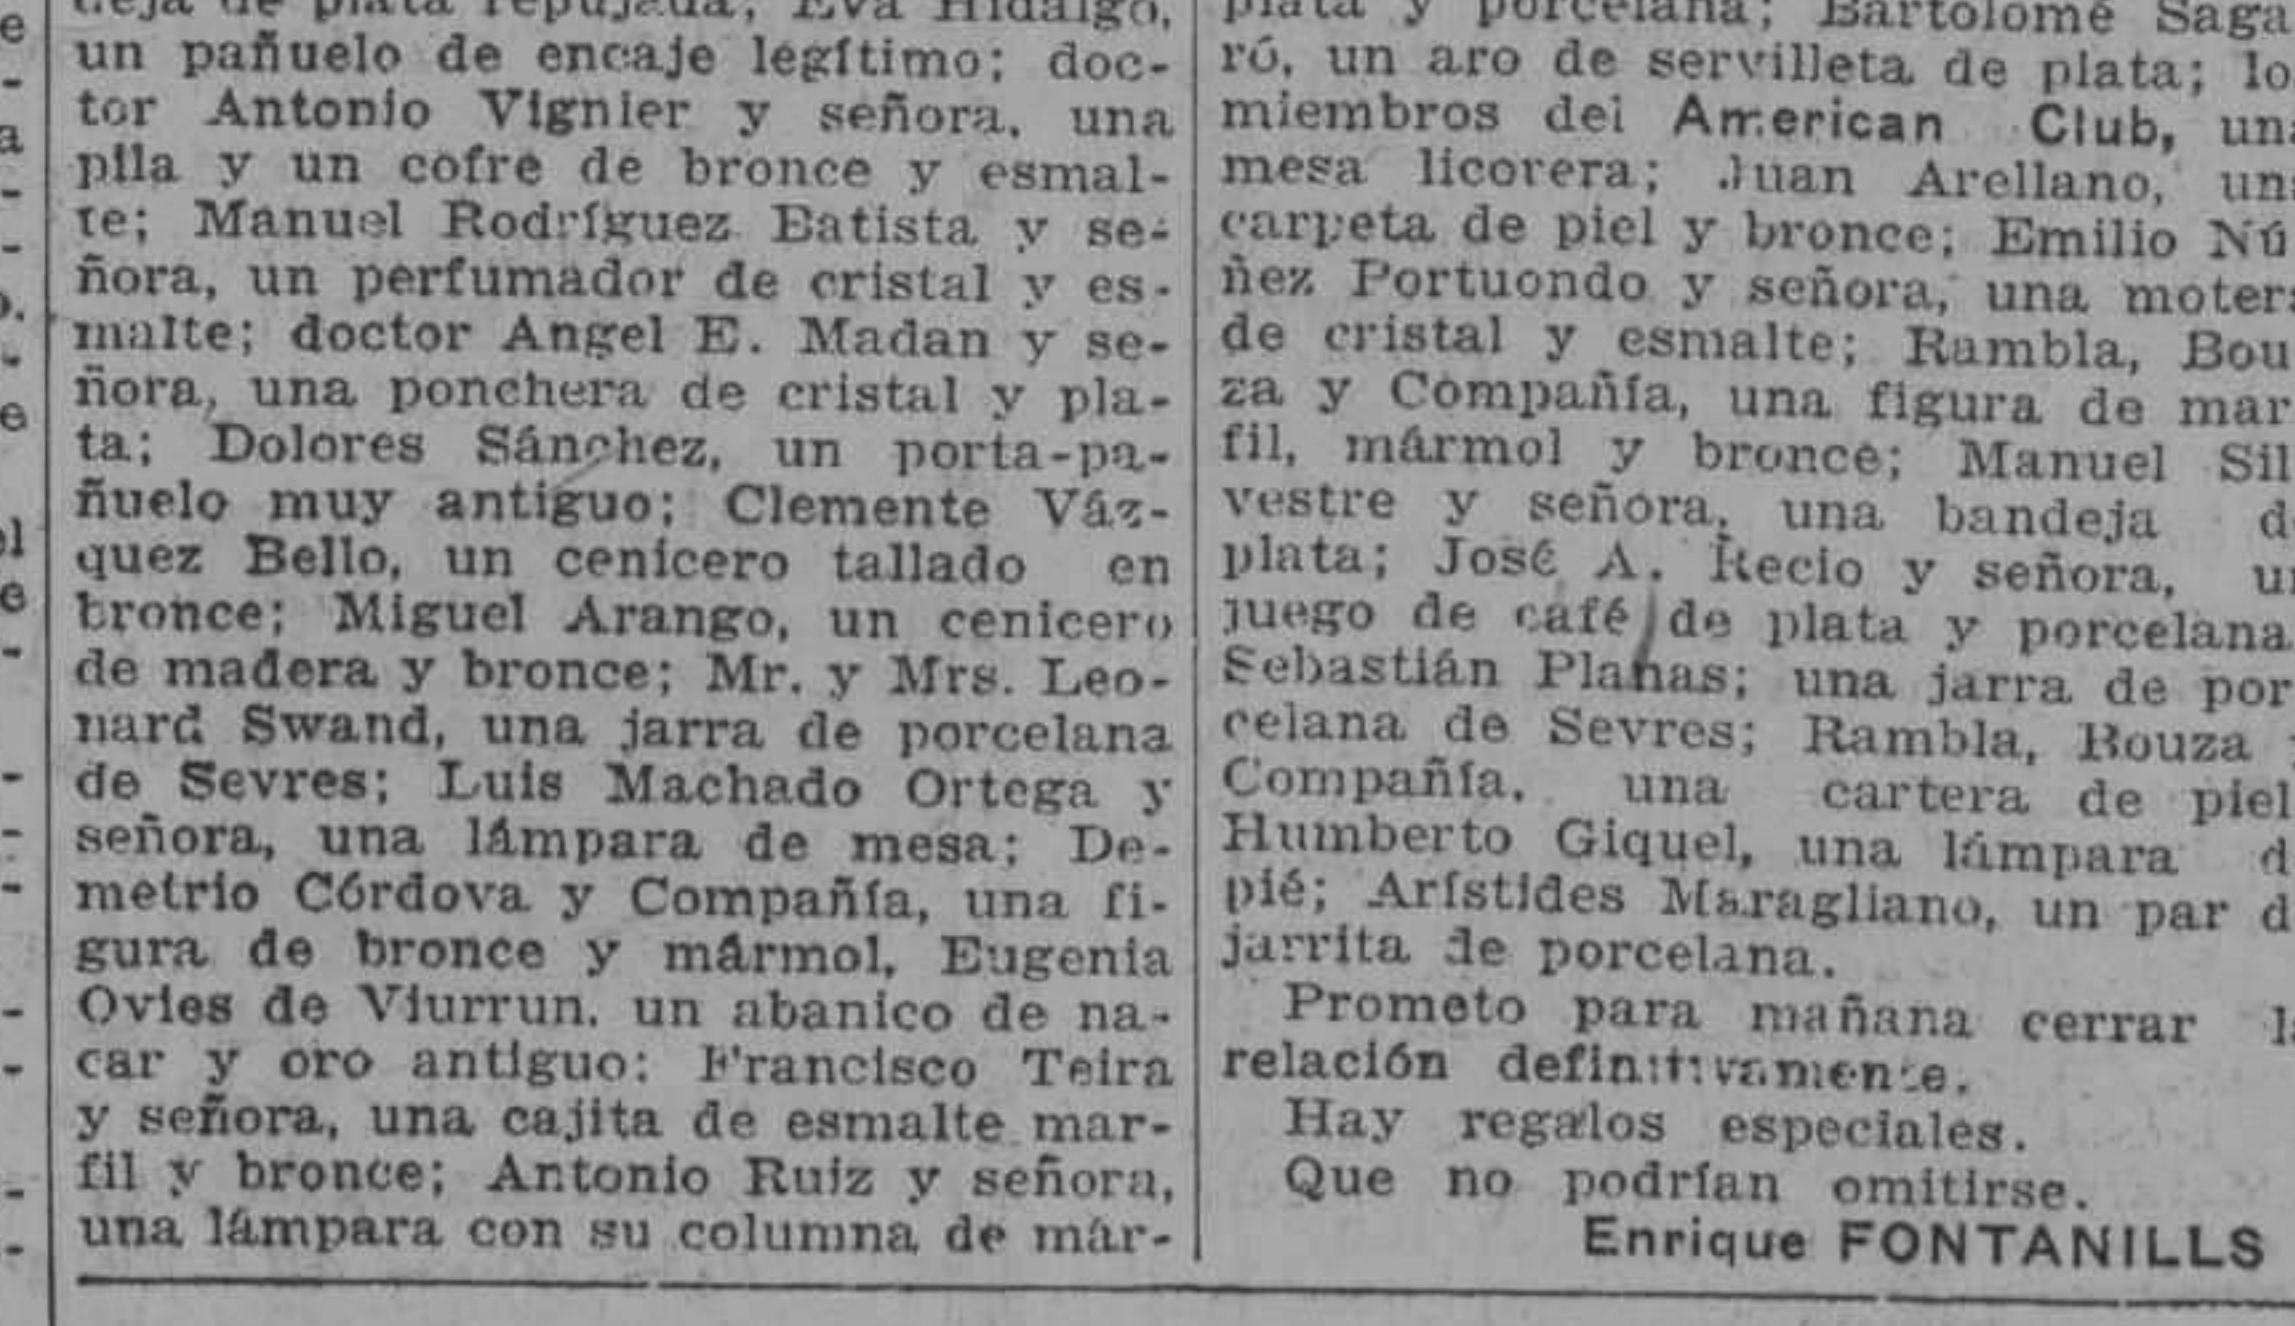 deja de plata repujada; Eva Hidalgo,
un pañuelo de encaje legítimo; doc-
tor Antonio Vignier y señora, una
pila y un cofre de bronce y esmal-
te; Manuel Rodríguez Batista y se-
ñora, un perfumador de cristal y es-
malte; doctor Angel E. Madan y se-
ñora, una ponchera de cristal y pla-
ta; Dolores Sánchez, un porta-pa-
ñuelo muy antiguo; Clemente Váz-
quez Bello, un cenicero tallado en
bronce; Miguel Arango, un cenicero
de madera y bronce; Mr. y Mrs. Leo-
nard Swand, una jarra de porcelana
de Sevres; Luis Machado Ortega y
señora, una lámpara de mesa; De-
metrio Córdova y Compañía, una fi-
gura de bronce y mármol, Eugenia
Ovies de Viurrun, un abanico de na-
car y oro antiguo: Francisco Teira
y señora, una cajita de esmalte mar-
fil y bronce; Antonio Ruiz y señora,
una lámpara con su columna de már-
plata y porcelana; Bartolomé Saga
ró, un aro de servilleta de plata; lo
miembros del American Club, un
mesa licorera; Juan Arellano, un
carpeta de piel y bronce; Emilio Nú
ñez Portuondo y señora, una moter
de cristal y esmalte; Rambla, Bou
za y Compañía, una figura de mar
fil, mármol y bronce; Manuel Sil
vestre y señora, una bandeja d
plata; José A. Recio y señora, u
juego de café de plata y porcelana
Sebastián Planas; una jarra de por
celana de Sevres; Rambla, Bouza
Compañía, una cartera de piel
Humberto Giquel, una lámpara d
pié; Arístides Maragliano, un par d
jarrita de porcelana.
Prometo para mañana cerrar l
relación definitivamente.
Hay regalos especiales.
Que no podrían omitirse.
Enrique FONTANILLS